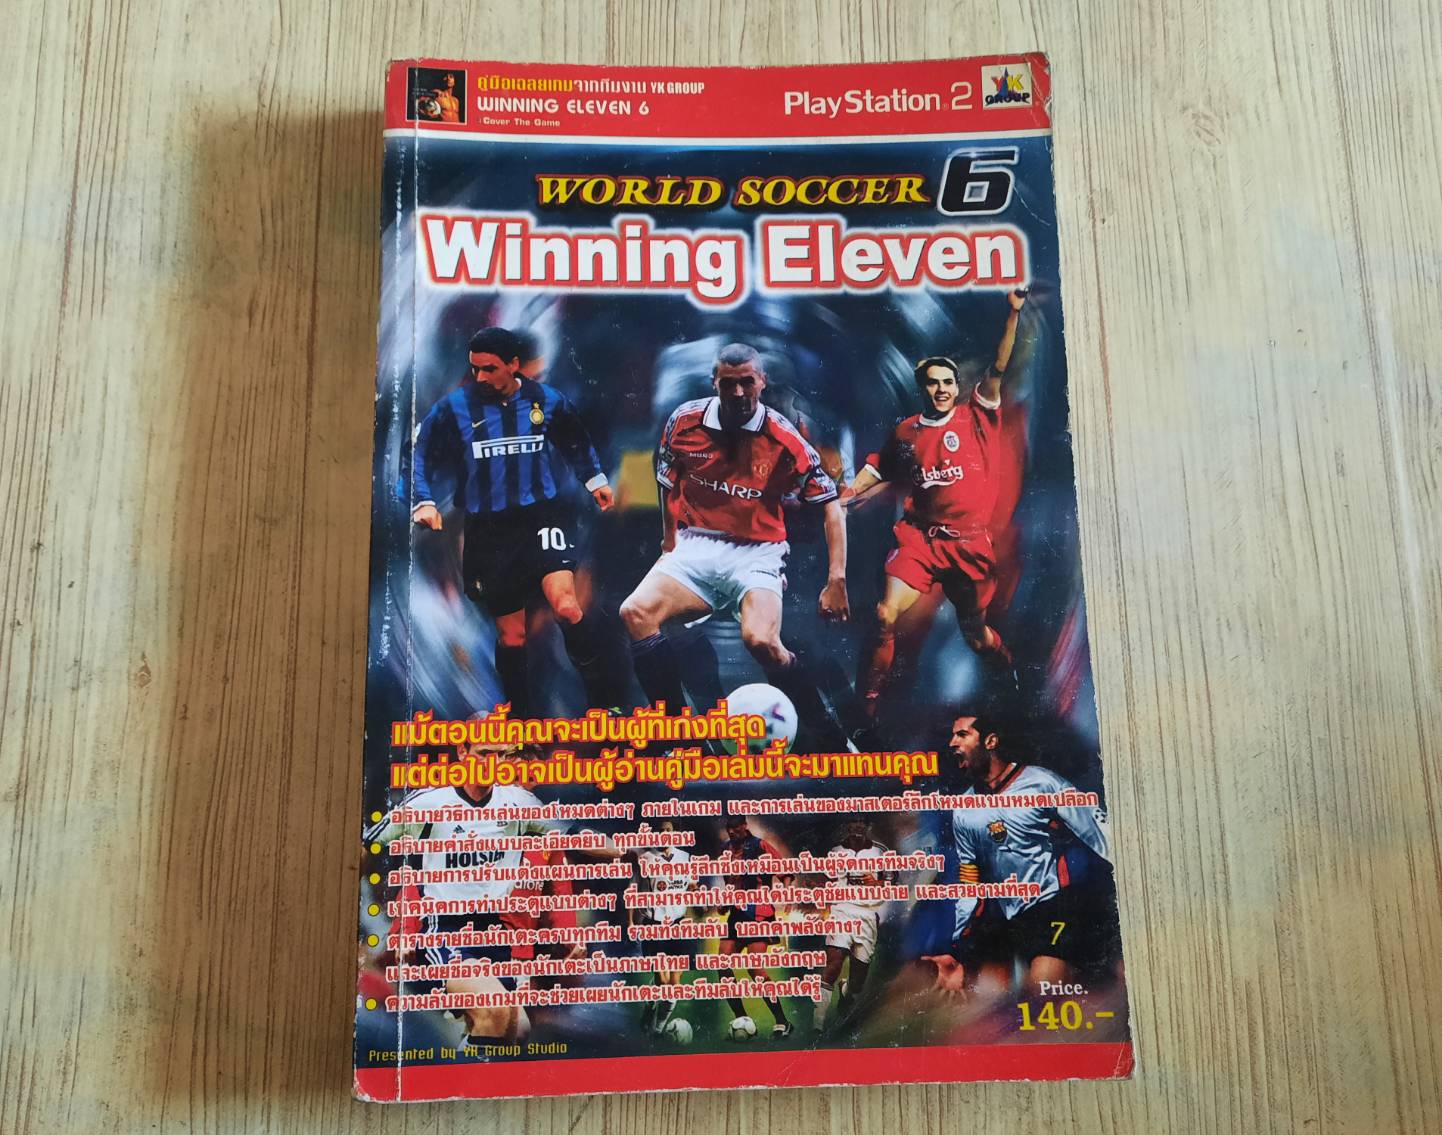 คู่มือเฉลยเกมจากทีมงาน YK GROUP
WINNING ELEVEN 6
: Cover The Game
PlayStation®2
YK
GROUP
WORLD SOCCER 6
Winning Eleven
PIRELLI
10
SHARP
UMBRO
Carlsberg
แม้ตอนนี้คุณจะเป็นผู้ที่เก่งที่สุด
แต่ต่อไปอาจเป็นผู้อ่านคู่มือเล่มนี้จะมาแทนคุณ
อธิบายวิธีการเล่นของโหมดต่างๆ ภายในเกม และการเล่นของมาสเตอร์ลีกโหมดแบบหมดเปลือก
อธิบายคำสั่งแบบละเอียดยิบ ทุกขั้นตอน
HOLSTEN
อธิบายการปรับแต่งแผนการเล่น ให้คุณรู้สึกซึ้งเหมือนเป็นผู้จัดการทีมจริงๆ
เทคนิคการทำประตูแบบต่างๆ ที่สามารถทำให้คุณได้ประตูชัยแบบง่าย และสวยงามที่สุด
ตารางรายชื่อนักเตะครบทุกทีม รวมทั้งทีมลับ บอกค่าพลังต่างๆ
และเผยชื่อจริงของนักเตะเป็นภาษาไทย และภาษาอังกฤษ
ความลับของเกมที่จะช่วยเผยนักเตะและทีมลับให้คุณได้รู้
7
Price.
140.-
Presented by YK Group Studio